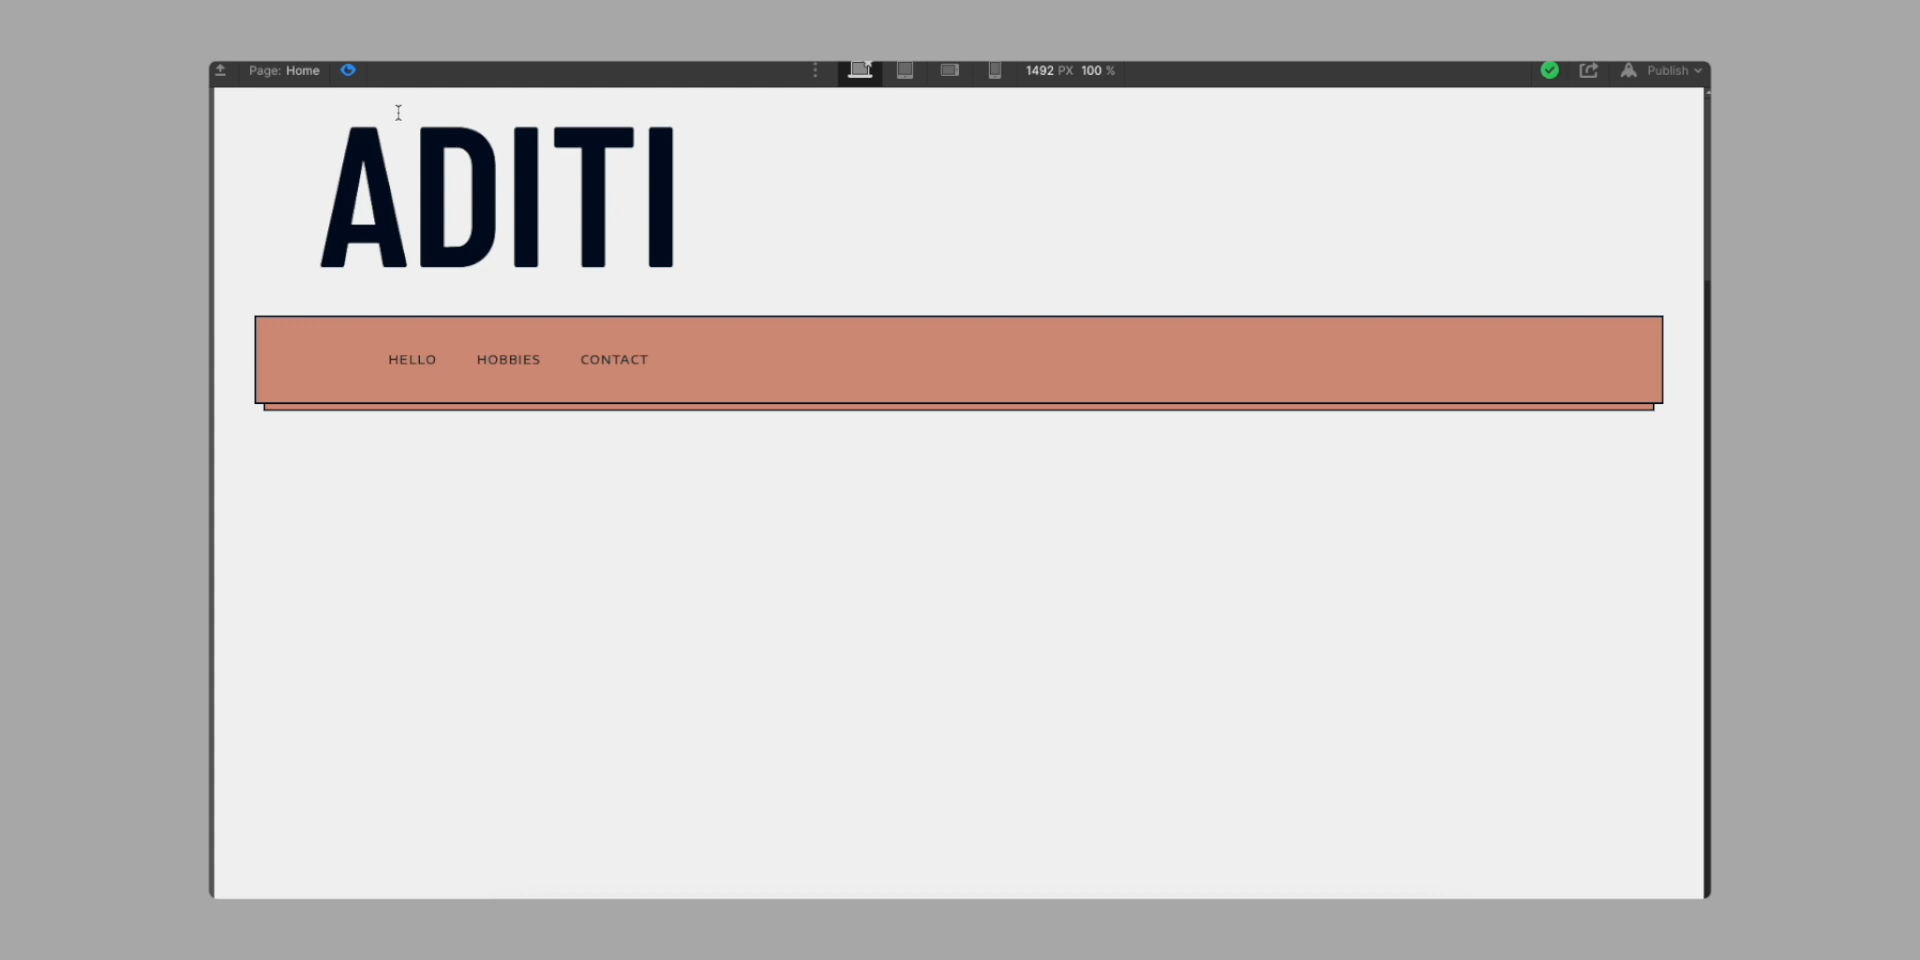 Page: Home
1492 PX 100 %
Publish
ADITI
HELLO HOBBIES CONTACT